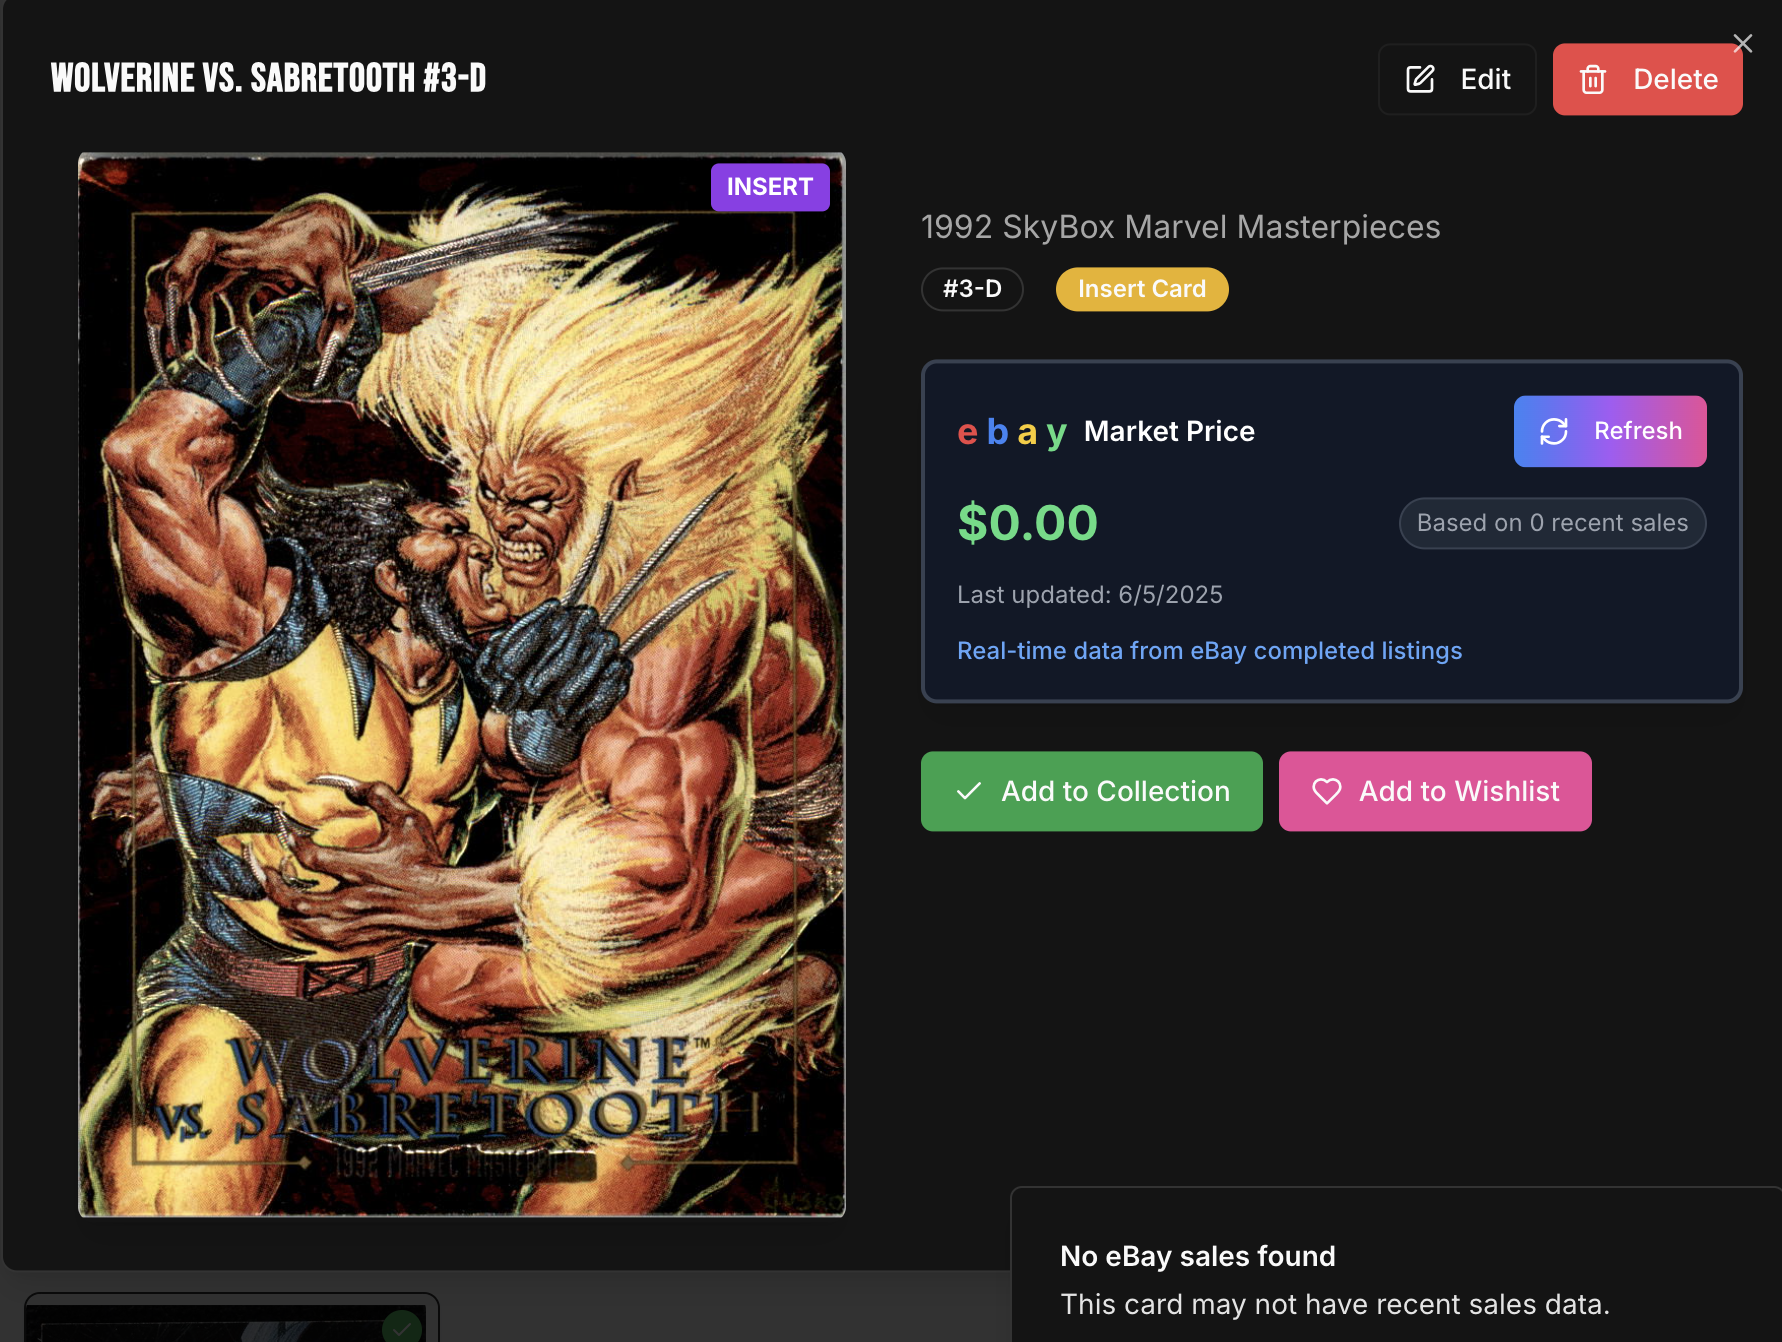 WOLVERINE VS. SABRETOOTH #3-D
Edit
Delete
INSERT
WOLVERINE™
VS. SABRETOOTH
1992 MARVEL MASTERPIECES
1992 SkyBox Marvel Masterpieces
#3-D
Insert Card
ebay Market Price
Refresh
$0.00
Based on 0 recent sales
Last updated: 6/5/2025
Real-time data from eBay completed listings
Add to Collection
Add to Wishlist
No eBay sales found
This card may not have recent sales data.